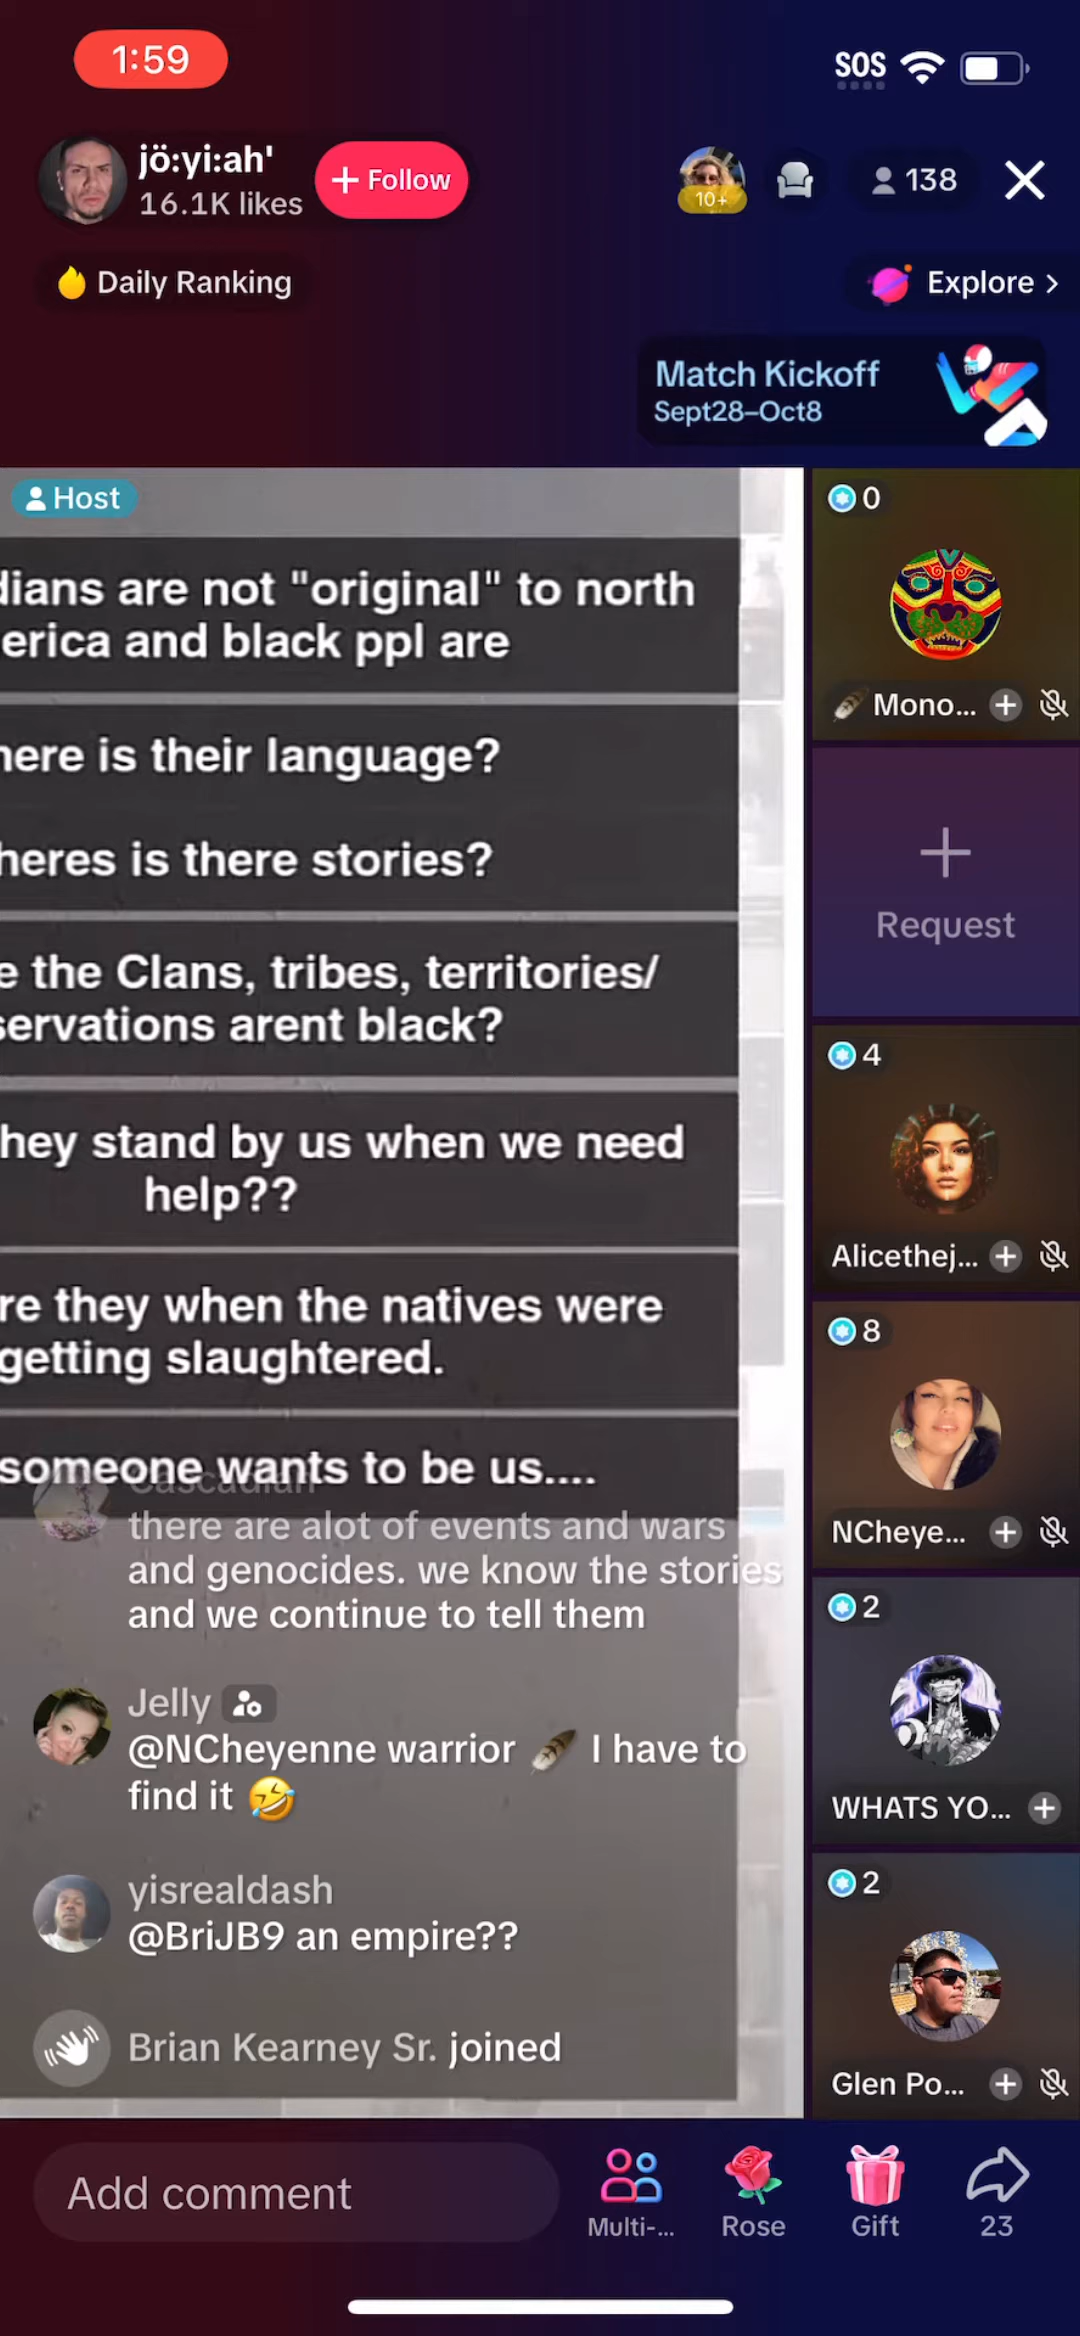 1:59
SOS
jö:yi:ah'
16.1K likes
+ Follow
10+
138
Daily Ranking
Explore >
Match Kickoff
Sept28–Oct8
Host
dians are not "original" to north
erica and black ppl are
here is their language?
heres is there stories?
e the Clans, tribes, territories/
servations arent black?
hey stand by us when we need
help??
re they when the natives were
getting slaughtered.
someone wants to be us....
Cascadian
there are alot of events and wars
and genocides. we know the stories
and we continue to tell them
Jelly
@NCheyenne warrior 🪶 I have to
find it 🤣
yisrealdash
@BriJB9 an empire??
Brian Kearney Sr. joined
0
🪶 Mono...
Request
4
Alicethej...
8
NCheye...
2
WHATS YO...
2
Glen Po...
Add comment
Multi-...
Rose
Gift
23